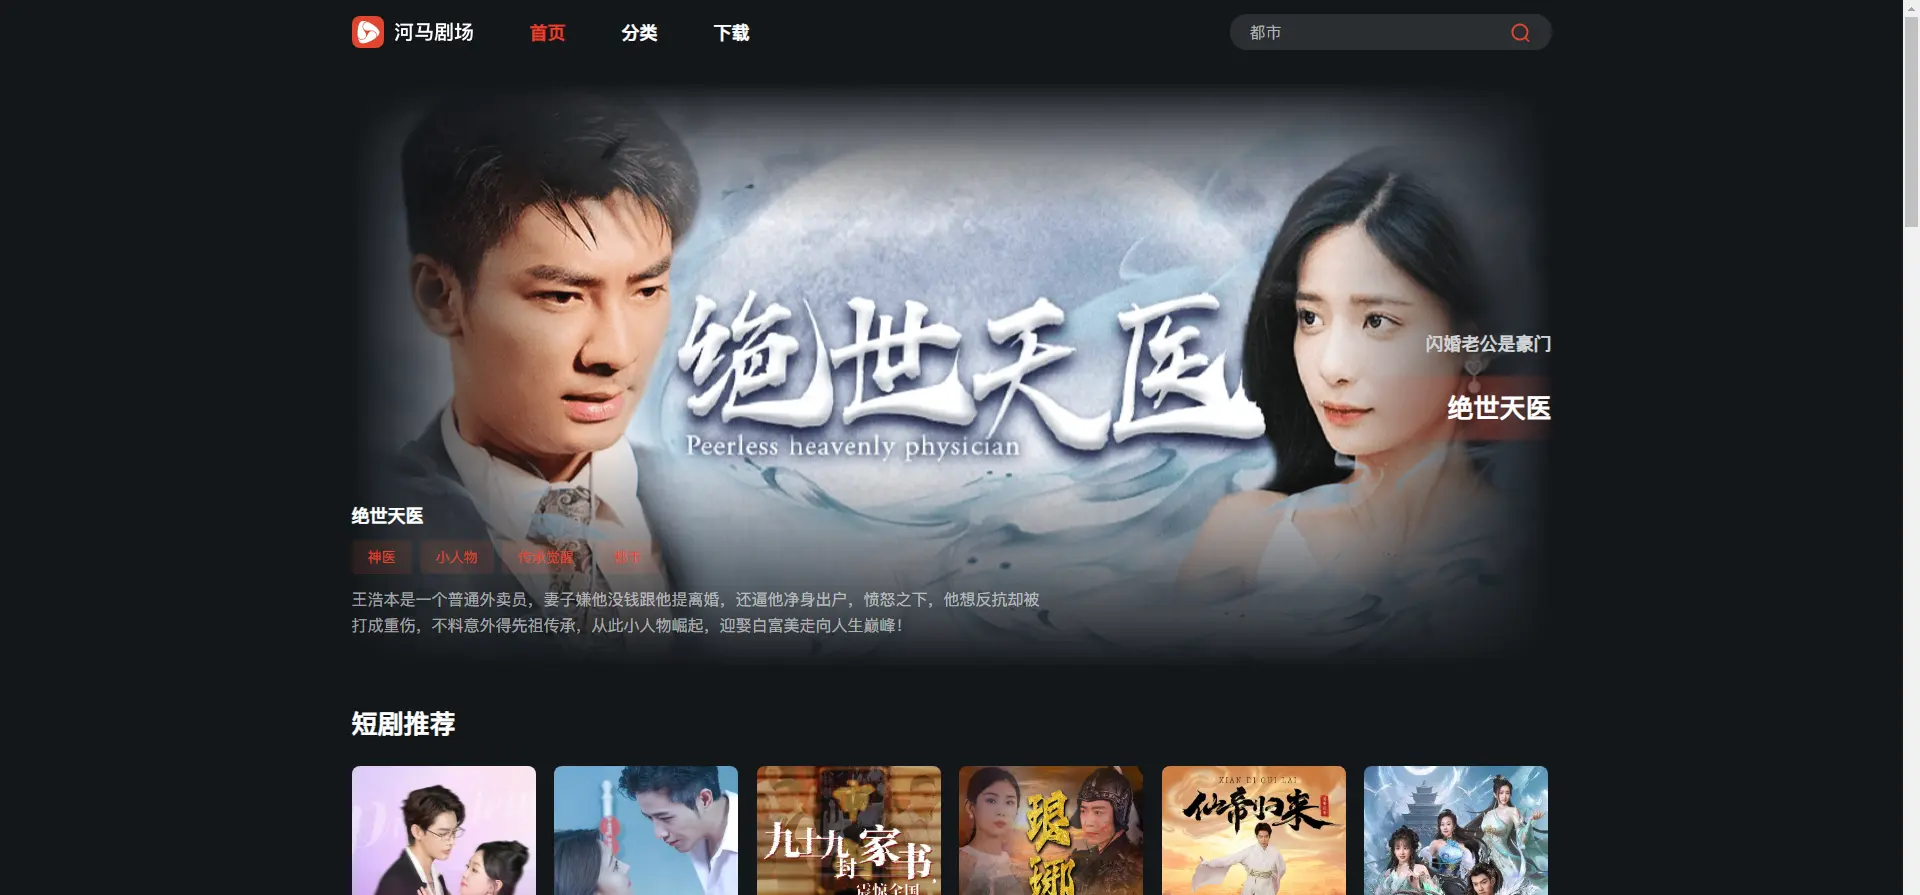 河马剧场
首页
分类
下载
都市
绝世天医
Peerless heavenly physician
闪婚老公是豪门
绝世天医
绝世天医
神医
小人物
传承觉醒
都市
王浩本是一个普通外卖员，妻子嫌他没钱跟他提离婚，还逼他净身出户，愤怒之下，他想反抗却被
打成重伤，不料意外得先祖传承，从此小人物崛起，迎娶白富美走向人生巅峰！
短剧推荐
九十九封家书
震惊全国
琅琊
XIAN DI GUI LAI
仙帝归来